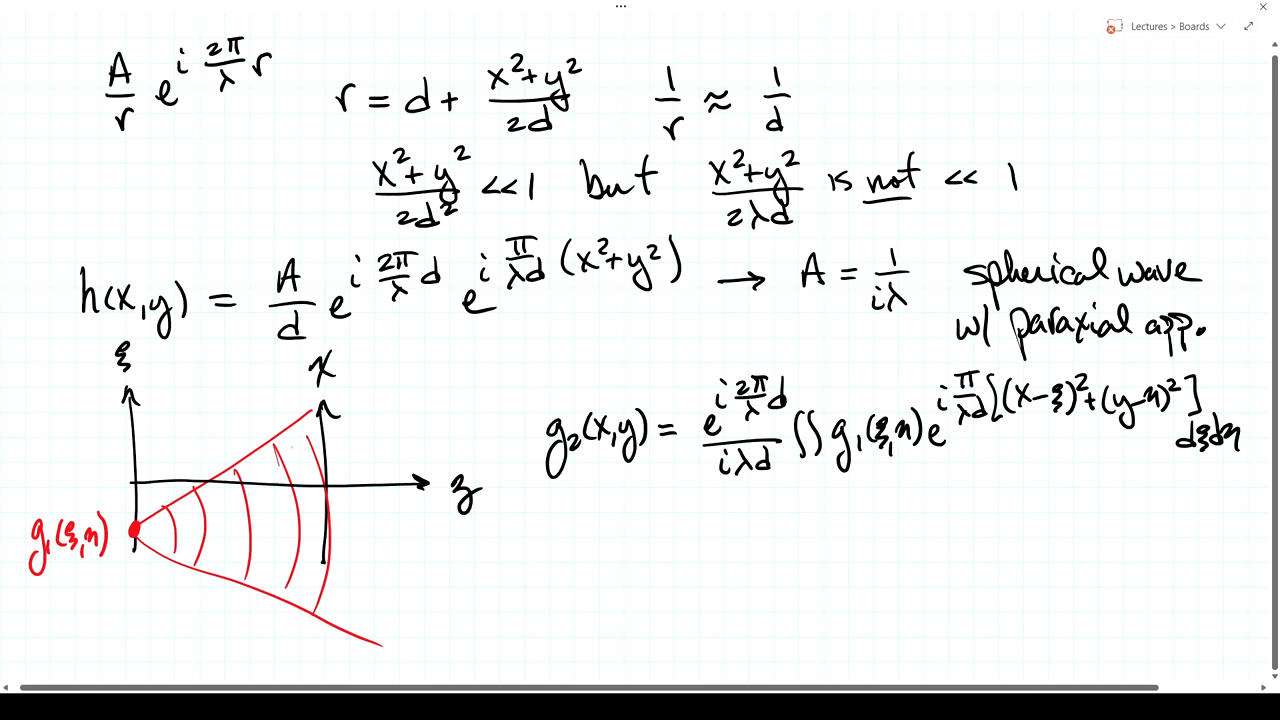 ...
Lectures > Boards
A/r e^{i 2π/λ r}
r = d + (x²+y²)/2d    1/r ≈ 1/d
(x²+y²)/2d² << 1 but (x²+y²)/2λd is not << 1
h(x,y) = A/d e^{i 2π/λ d} e^{i π/λd (x²+y²)} → A = 1/iλ spherical wave
w/ paraxial app.
ξ
x
g₂(x,y) = e^{i 2π/λ d}/iλd ∫∫ g₁(ξ,η) e^{i π/λd [(x-ξ)²+(y-η)²]} dξdη
z
g₁(ξ,η)